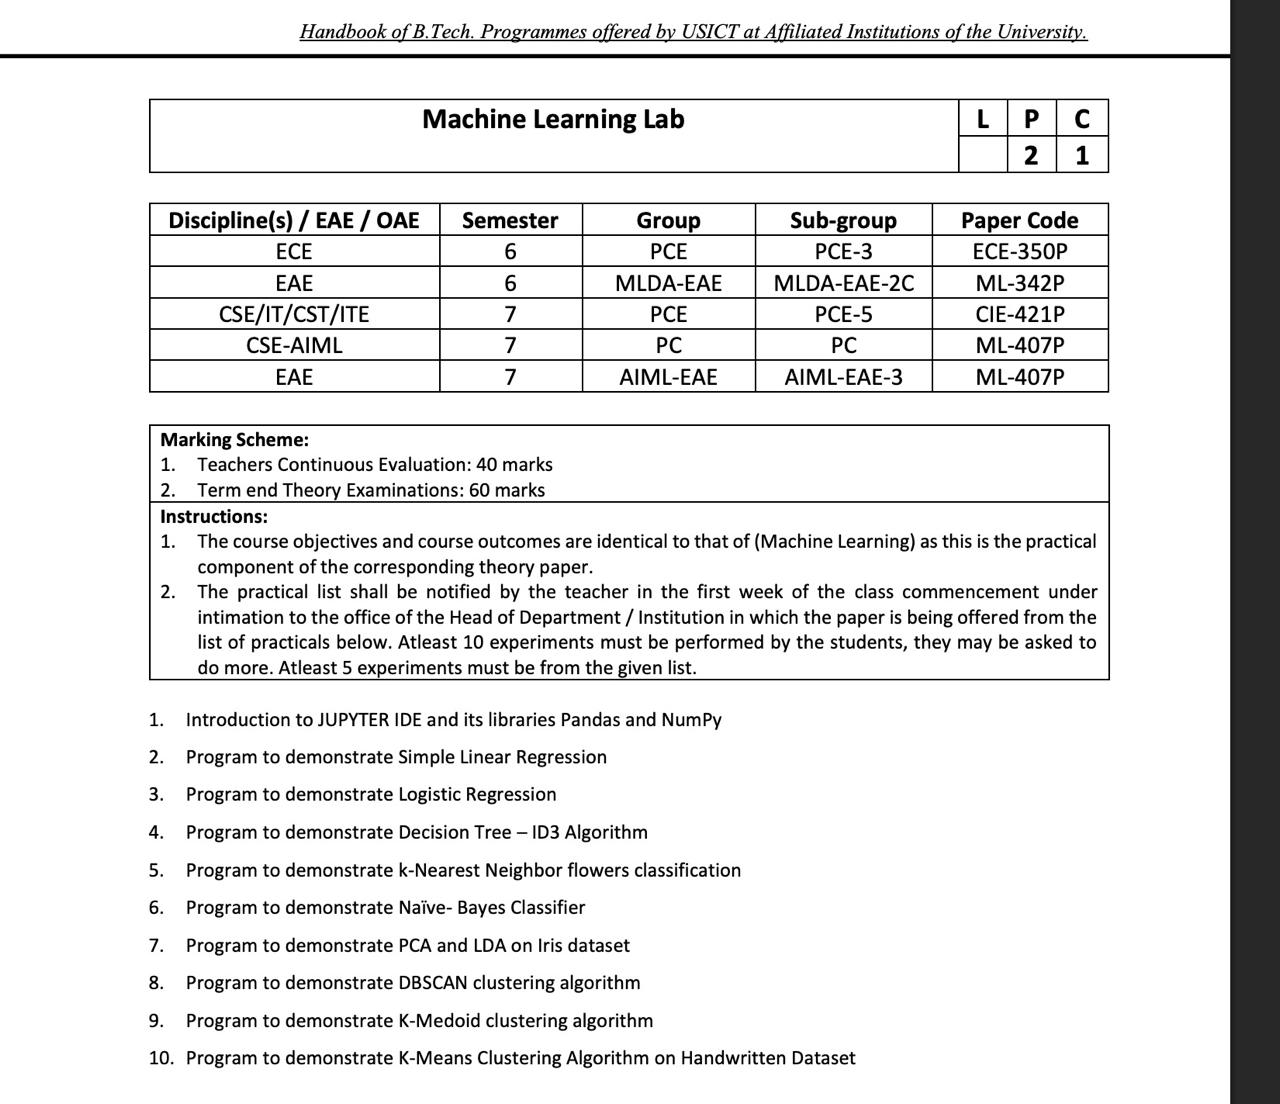 Handbook of B.Tech. Programmes offered by USICT at Affiliated Institutions of the University.
Machine Learning Lab L P C
2 1
Discipline(s) / EAE / OAE Semester Group Sub-group Paper Code
ECE 6 PCE PCE-3 ECE-350P
EAE 6 MLDA-EAE MLDA-EAE-2C ML-342P
CSE/IT/CST/ITE 7 PCE PCE-5 CIE-421P
CSE-AIML 7 PC PC ML-407P
EAE 7 AIML-EAE AIML-EAE-3 ML-407P
Marking Scheme:
1. Teachers Continuous Evaluation: 40 marks
2. Term end Theory Examinations: 60 marks
Instructions:
1. The course objectives and course outcomes are identical to that of (Machine Learning) as this is the practical
component of the corresponding theory paper.
2. The practical list shall be notified by the teacher in the first week of the class commencement under
intimation to the office of the Head of Department / Institution in which the paper is being offered from the
list of practicals below. Atleast 10 experiments must be performed by the students, they may be asked to
do more. Atleast 5 experiments must be from the given list.
1. Introduction to JUPYTER IDE and its libraries Pandas and NumPy
2. Program to demonstrate Simple Linear Regression
3. Program to demonstrate Logistic Regression
4. Program to demonstrate Decision Tree – ID3 Algorithm
5. Program to demonstrate k-Nearest Neighbor flowers classification
6. Program to demonstrate Naïve- Bayes Classifier
7. Program to demonstrate PCA and LDA on Iris dataset
8. Program to demonstrate DBSCAN clustering algorithm
9. Program to demonstrate K-Medoid clustering algorithm
10. Program to demonstrate K-Means Clustering Algorithm on Handwritten Dataset